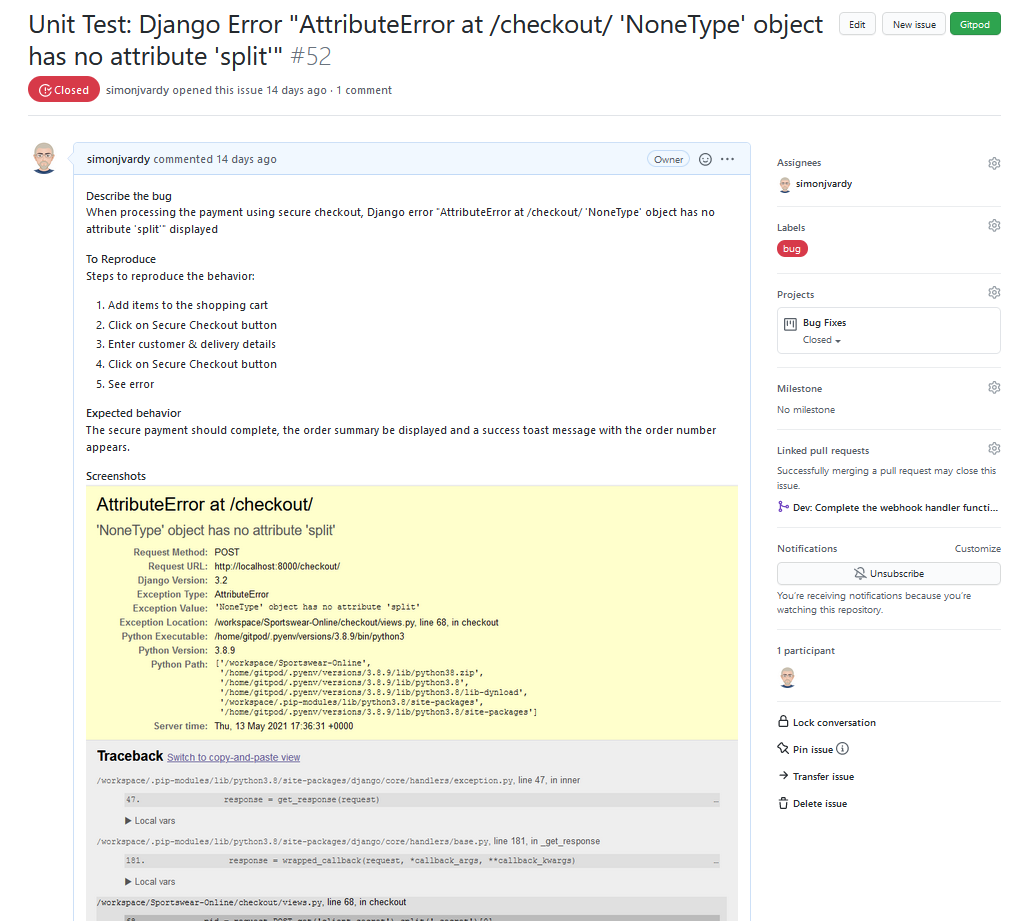 Unit Test: Django Error "AttributeError at /checkout/ 'NoneType' object
has no attribute 'split'" #52
Edit
New issue
Gitpod
Closed
simonjvardy opened this issue 14 days ago · 1 comment
simonjvardy commented 14 days ago
Owner
Describe the bug
When processing the payment using secure checkout, Django error "AttributeError at /checkout/ 'NoneType' object has no
attribute 'split'" displayed
To Reproduce
Steps to reproduce the behavior:
1. Add items to the shopping cart
2. Click on Secure Checkout button
3. Enter customer & delivery details
4. Click on Secure Checkout button
5. See error
Expected behavior
The secure payment should complete, the order summary be displayed and a success toast message with the order number
appears.
Screenshots
AttributeError at /checkout/
'NoneType' object has no attribute 'split'
Request Method: POST
Request URL: http://localhost:8000/checkout/
Django Version: 3.2
Exception Type: AttributeError
Exception Value: 'NoneType' object has no attribute 'split'
Exception Location: /workspace/Sportswear-Online/checkout/views.py, line 68, in checkout
Python Executable: /home/gitpod/.pyenv/versions/3.8.9/bin/python3
Python Version: 3.8.9
Python Path: ['/workspace/Sportswear-Online',
'/home/gitpod/.pyenv/versions/3.8.9/lib/python38.zip',
'/home/gitpod/.pyenv/versions/3.8.9/lib/python3.8',
'/home/gitpod/.pyenv/versions/3.8.9/lib/python3.8/lib-dynload',
'/workspace/.pip-modules/lib/python3.8/site-packages',
'/home/gitpod/.pyenv/versions/3.8.9/lib/python3.8/site-packages']
Server time: Thu, 13 May 2021 17:36:31 +0000
Traceback Switch to copy-and-paste view
/workspace/.pip-modules/lib/python3.8/site-packages/django/core/handlers/exception.py, line 47, in inner
47. response = get_response(request) …
▶ Local vars
/workspace/.pip-modules/lib/python3.8/site-packages/django/core/handlers/base.py, line 181, in _get_response
181. response = wrapped_callback(request, *callback_args, **callback_kwargs) …
▶ Local vars
/workspace/Sportswear-Online/checkout/views.py, line 68, in checkout
Assignees
simonjvardy
Labels
bug
Projects
Bug Fixes
Closed
Milestone
No milestone
Linked pull requests
Successfully merging a pull request may close this
issue.
Dev: Complete the webhook handler functi...
Notifications
Customize
Unsubscribe
You're receiving notifications because you're
watching this repository.
1 participant
Lock conversation
Pin issue
Transfer issue
Delete issue